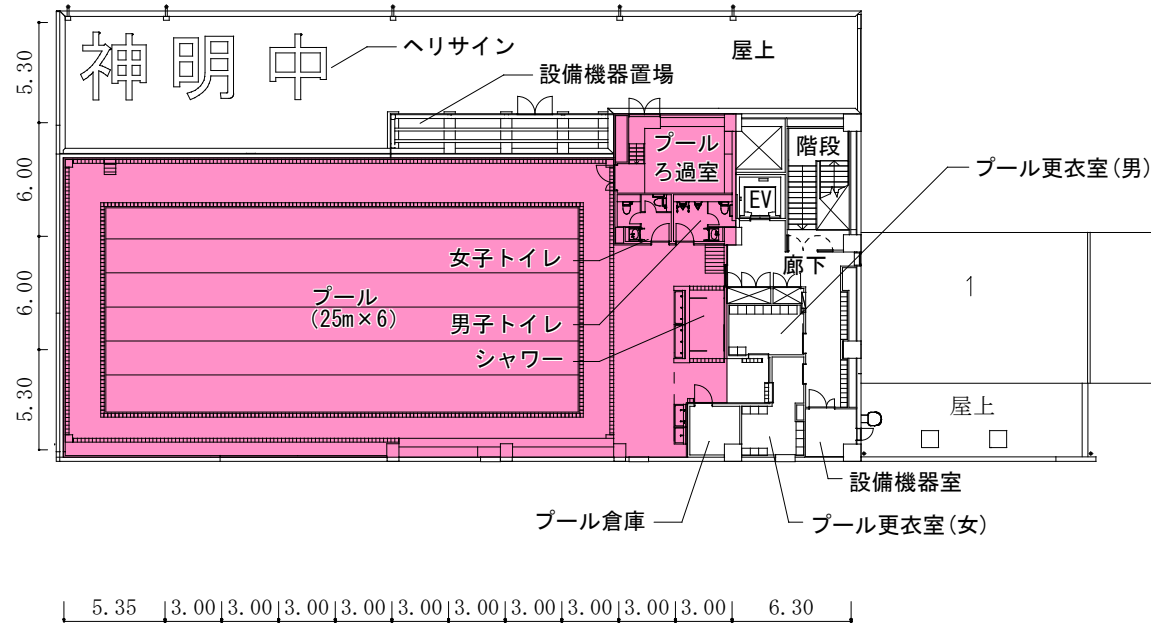 神明中
ヘリサイン
屋上
設備機器置場
プール
ろ過室
階段
EV
プール更衣室(男)
女子トイレ
廊下
プール
(25m×6)
男子トイレ
シャワー
1
屋上
設備機器室
プール倉庫
プール更衣室(女)
5.30
6.00
6.00
5.30
5.35 3.00 3.00 3.00 3.00 3.00 3.00 3.00 3.00 3.00 3.00 6.30